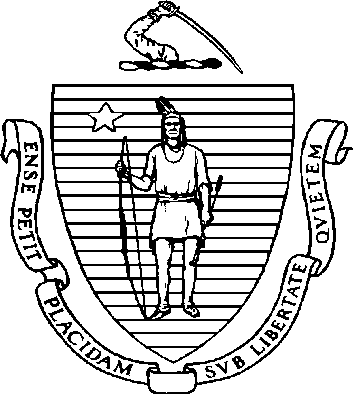 ENSE PETIT
PLACIDAM
SVB LIBERTATE
QVIETEM